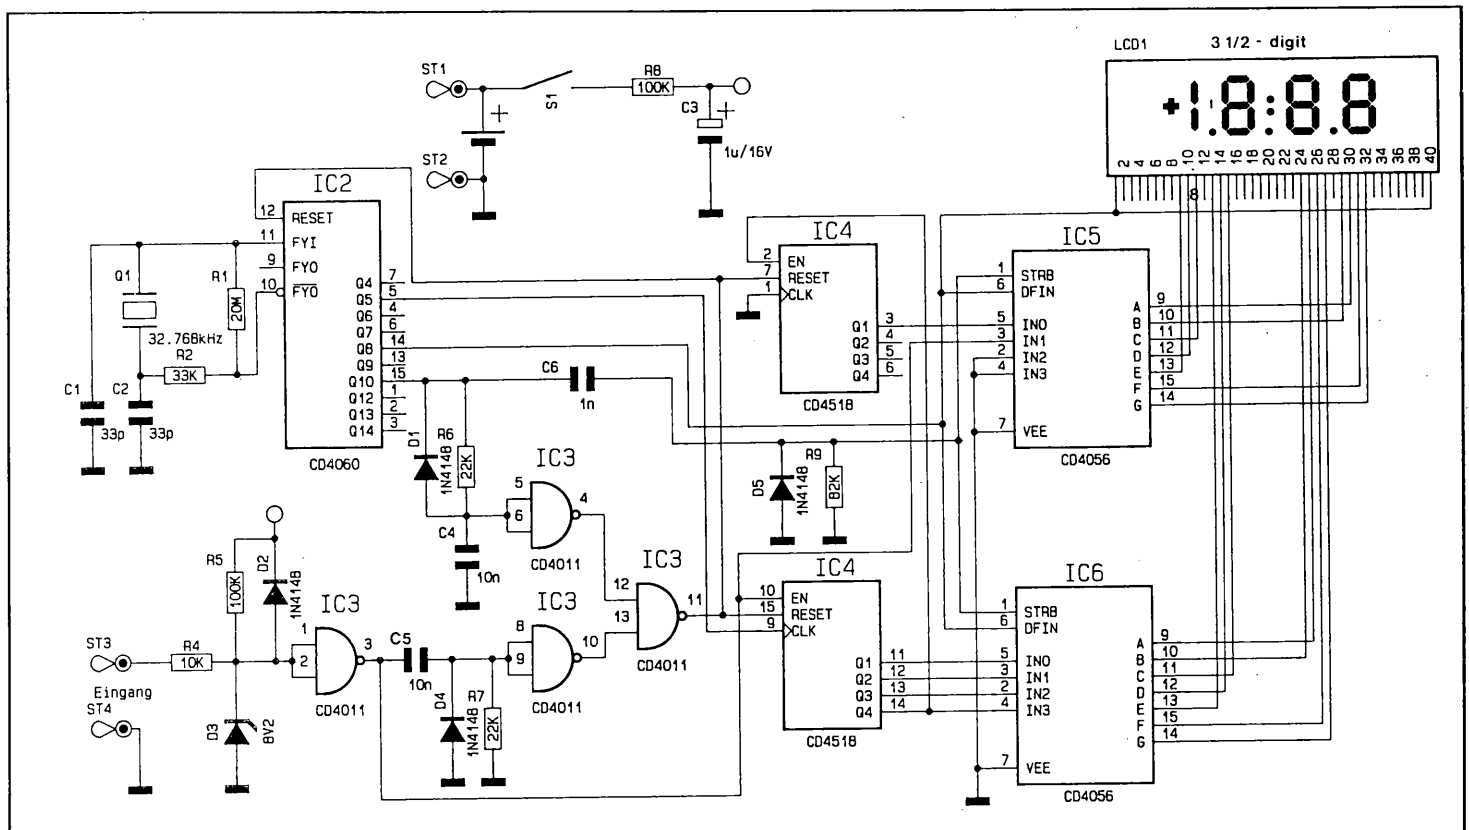 LCD1
3 1/2 - digit
+1.8:8.8
2 4 6 8 10 12 14 16 18 20 22 24 26 28 30 32 34 36 38 40
8
ST1
S1
R8
100K
C3
+
1u/16V
+
ST2
IC2
12 RESET
11 FYI
9 FYO
10 FYO
Q4 7
Q5 5
Q6 4
Q7 6
Q8 14
Q9 13
Q10 15
Q12 1
Q13 2
Q14 3
CD4060
Q1
32.768kHz
R1
20M
R2
33K
C1
33p
C2
33p
IC4
2 EN
7 RESET
1 CLK
Q1 3
Q2 4
Q3 5
Q4 6
CD4518
IC5
1 STRB
6 DFIN
5 IN0
3 IN1
2 IN2
4 IN3
7 VEE
A 9
B 10
C 11
D 12
E 13
F 15
G 14
CD4056
C6
1n
D1
1N4148
R6
22K
C4
10n
IC3
5
6
4
CD4011
D5
1N4148
R9
82K
R5
100K
D2
1N4148
IC3
1
2
3
CD4011
ST3
R4
10K
Eingang
ST4
D3
8V2
C5
10n
D4
1N4148
R7
22K
IC3
8
9
10
CD4011
IC3
12
13
11
CD4011
IC4
10 EN
15 RESET
9 CLK
Q1 11
Q2 12
Q3 13
Q4 14
CD4518
IC6
1 STRB
6 DFIN
5 IN0
3 IN1
2 IN2
4 IN3
7 VEE
A 9
B 10
C 11
D 12
E 13
F 15
G 14
CD4056